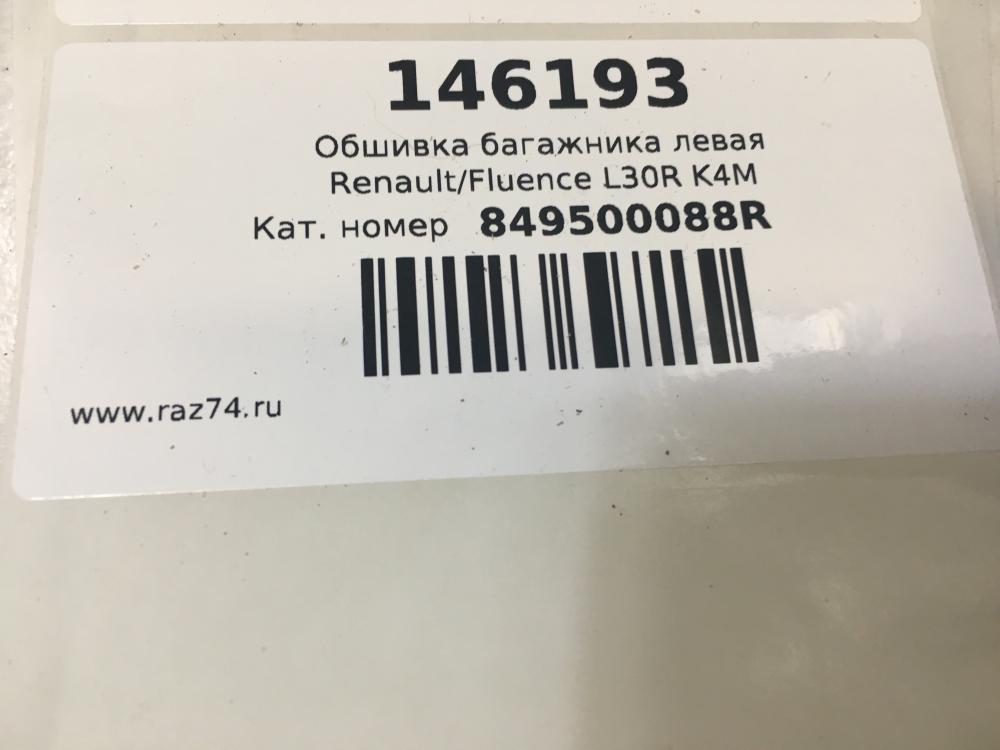 146193
Обшивка багажника левая
Renault/Fluence L30R K4M
Кат. номер 849500088R
www.raz74.ru